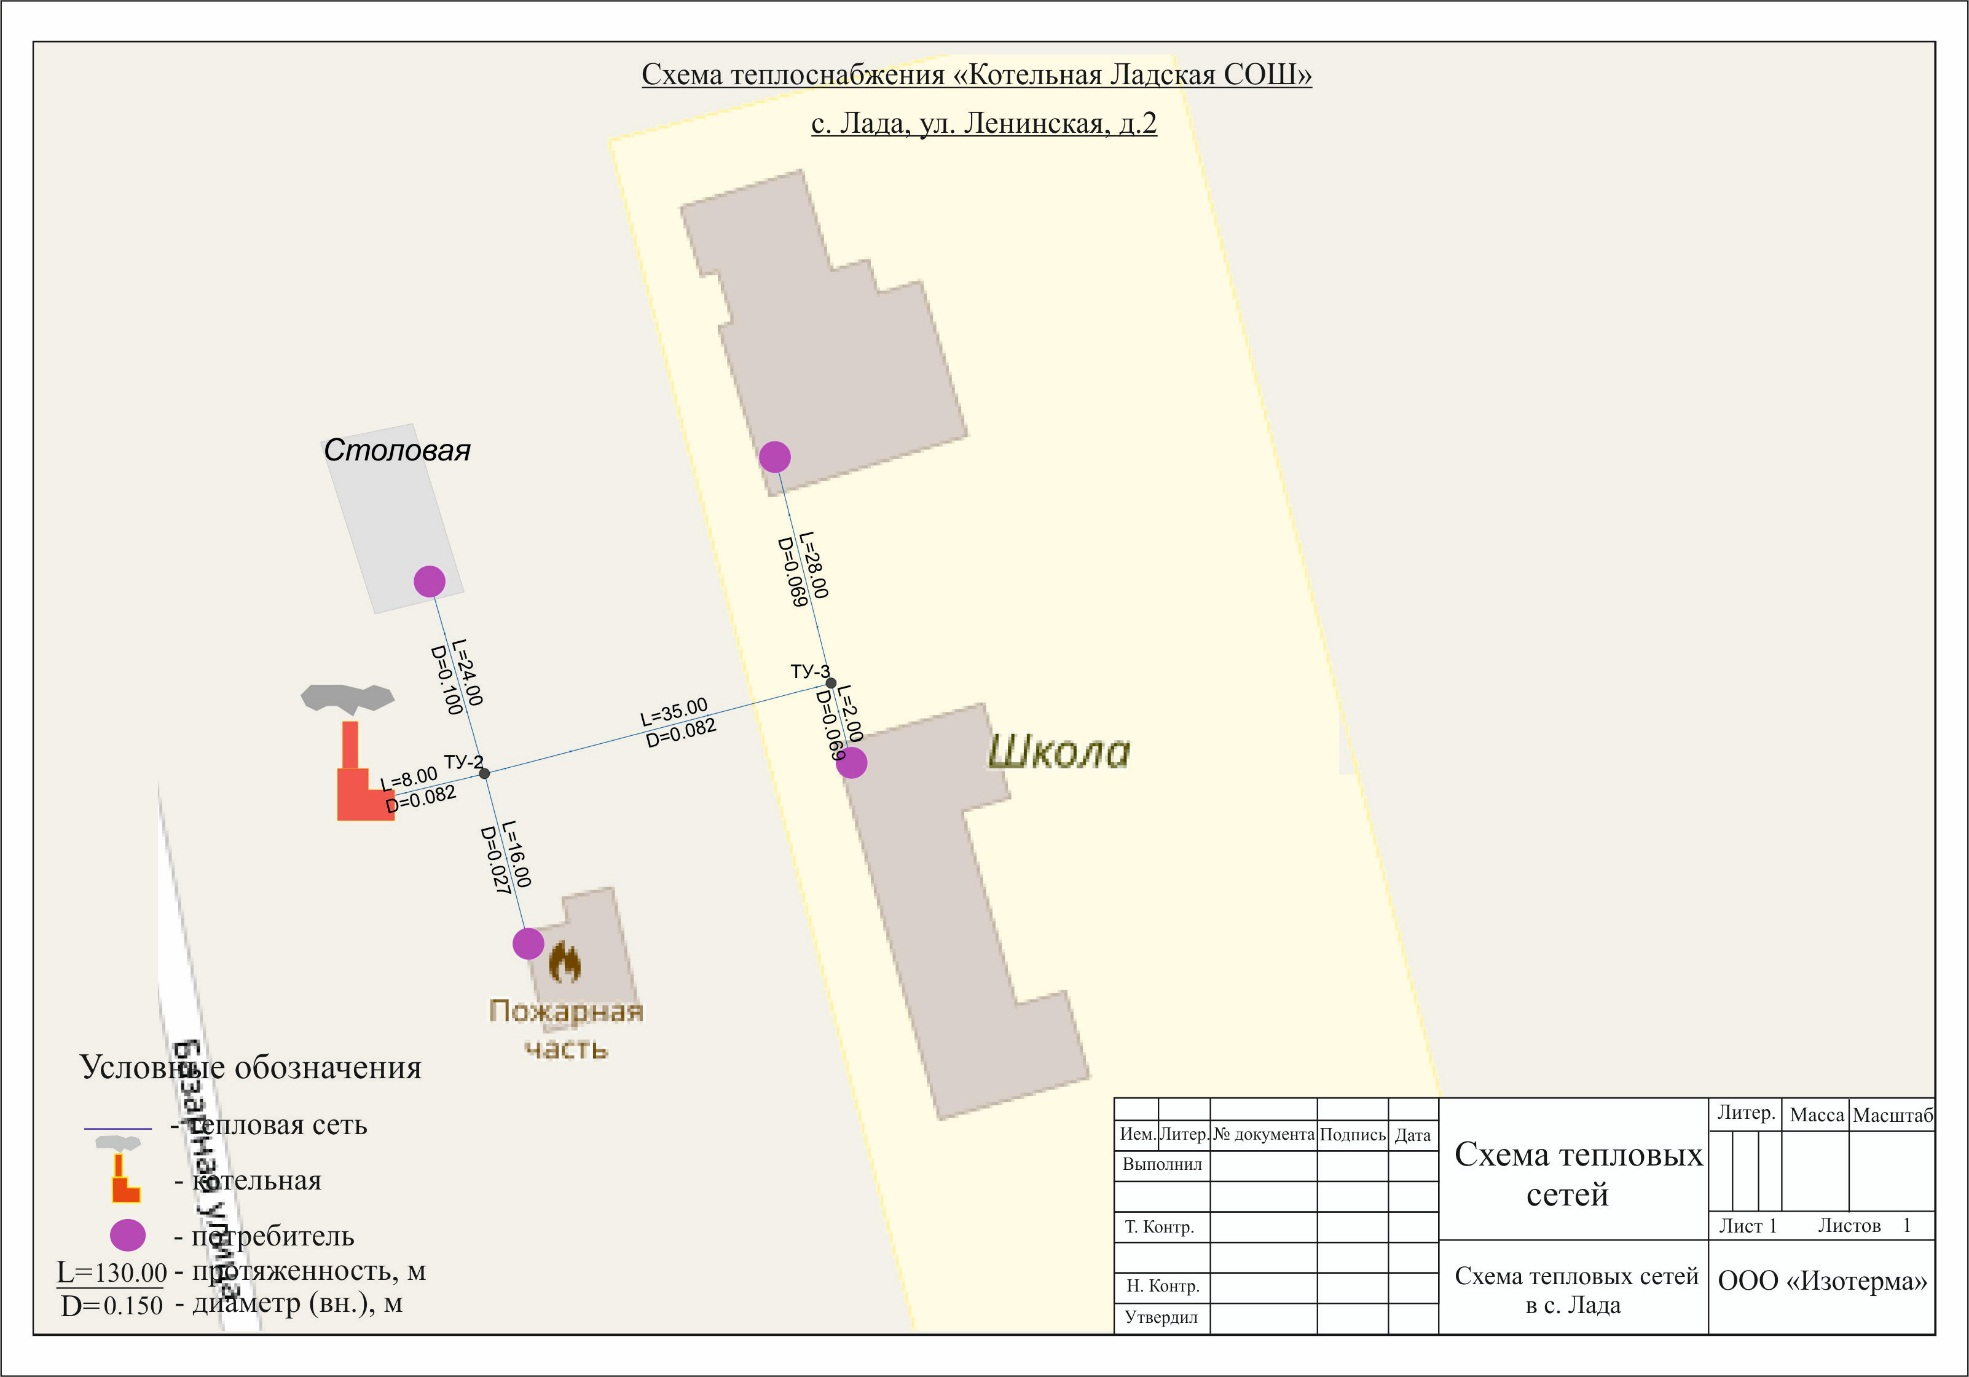 Схема теплоснабжения «Котельная Ладская СОШ»
с. Лада, ул. Ленинская, д.2
Столовая
L=28.00
D=0.069
L=24.00
D=0.100
ТУ-3
L=35.00
D=0.082
L=2.00
D=0.069
Школа
ТУ-2
L=8.00
D=0.082
L=16.00
D=0.027
Пожарная
часть
Базарная улица
Условные обозначения
- тепловая сеть
- котельная
- потребитель
L=130.00 - протяженность, м
D=0.150 - диаметр (вн.), м
Ием. Литер. № документа Подпись Дата
Выполнил
Т. Контр.
Н. Контр.
Утвердил
Схема тепловых
сетей
Схема тепловых сетей
в с. Лада
Литер. Масса Масштаб
Лист 1 Листов 1
ООО «Изотерма»